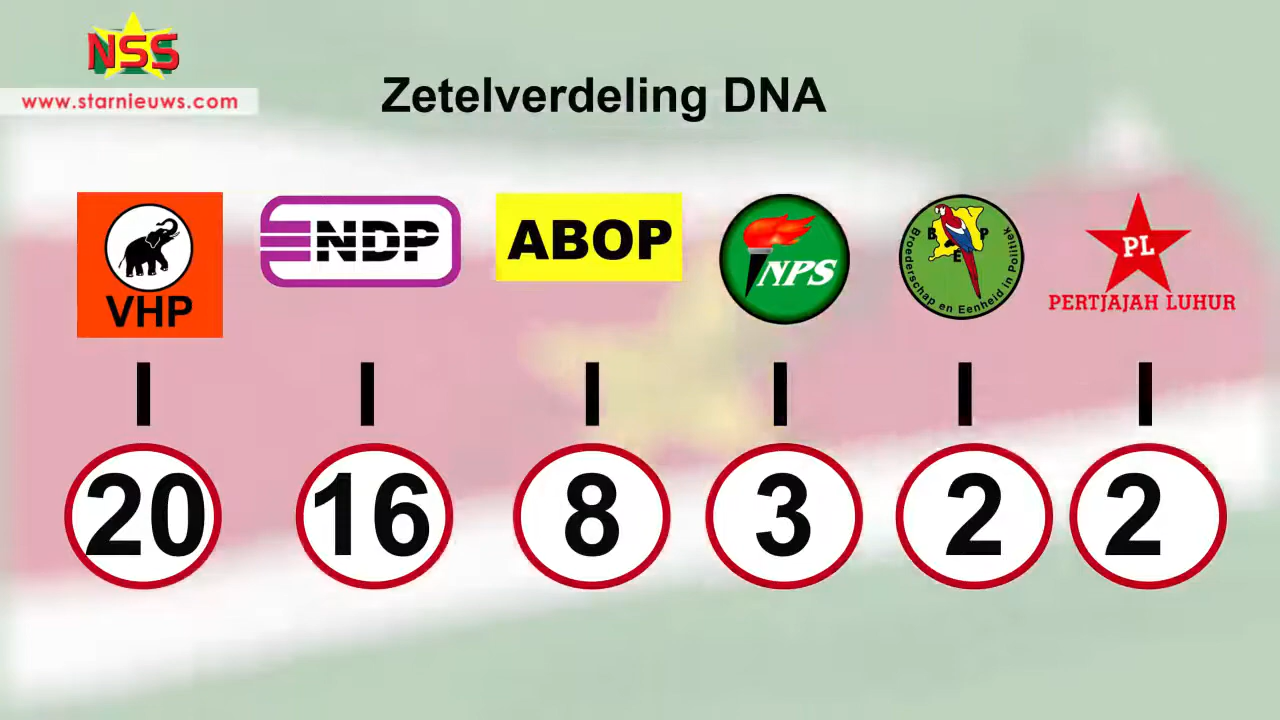 NSS
www.starnieuws.com
Zetelverdeling DNA
VHP
NDP
ABOP
NPS
B P
E
Broederschap en Eenheid in Politiek
PL
PERTJAJAH LUHUR
20 16 8 3 2 2